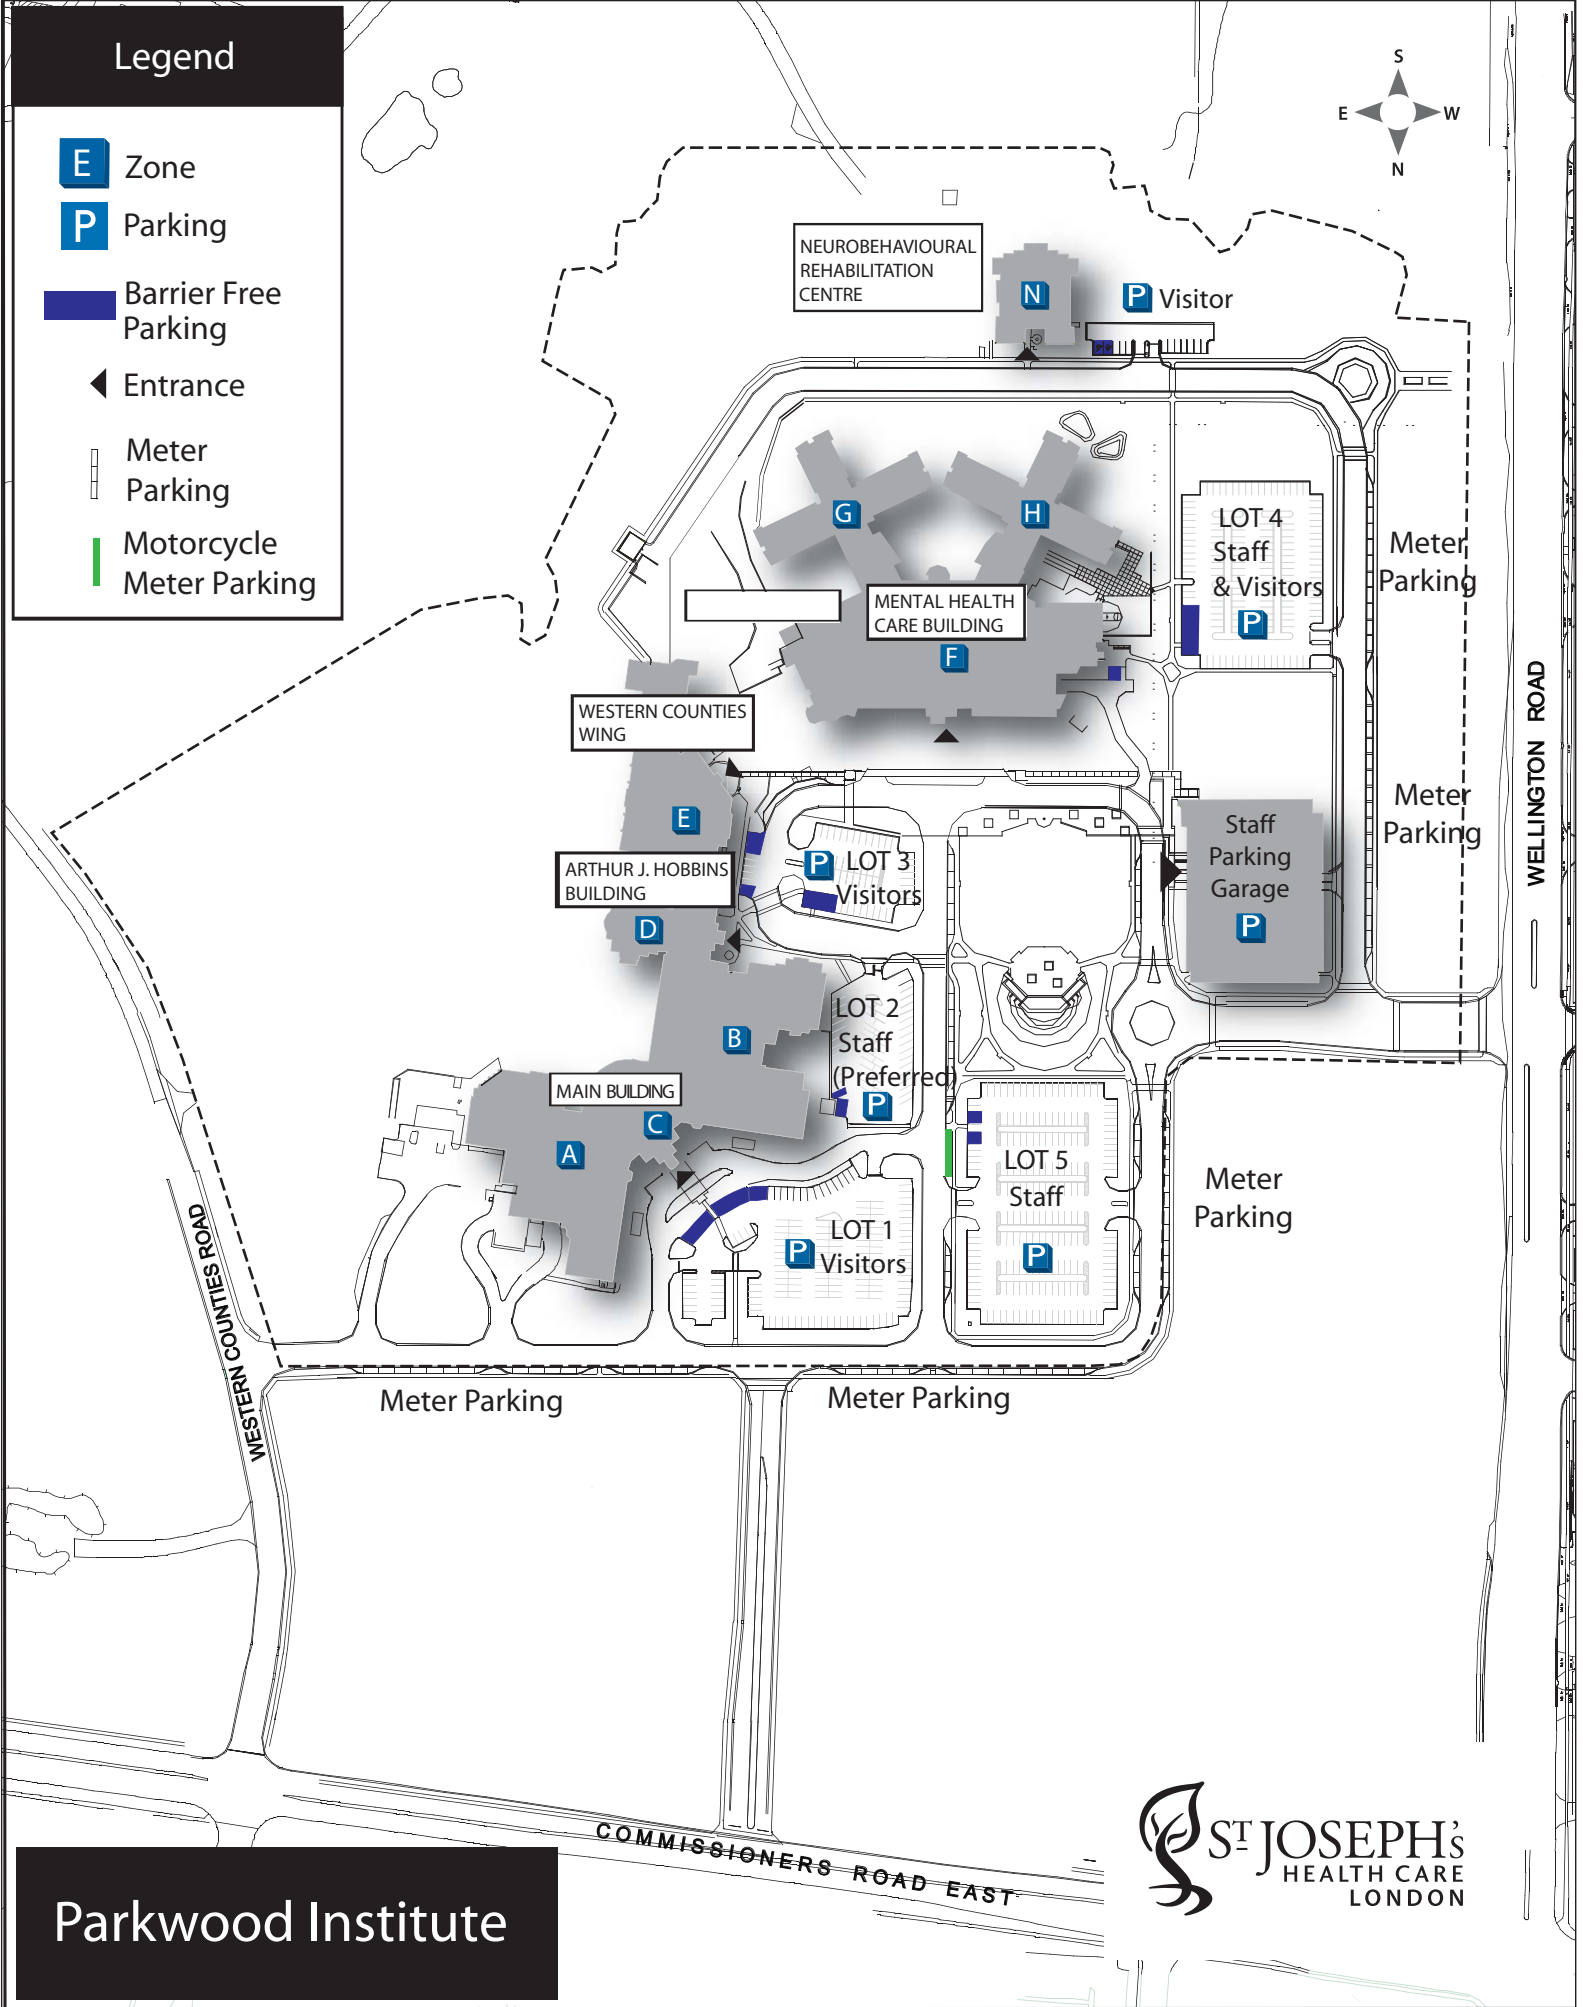 Legend
E
Zone
P
Parking
Barrier Free
Parking
Entrance
Meter
Parking
Motorcycle
Meter Parking
S
E
W
N
NEUROBEHAVIOURAL
REHABILITATION
CENTRE
N
P
Visitor
G
H
LOT 4
Staff
& Visitors
P
Meter
Parking
MENTAL HEALTH
CARE BUILDING
F
WESTERN COUNTIES
WING
E
ARTHUR J. HOBBINS
BUILDING
D
P
LOT 3
Visitors
Staff
Parking
Garage
P
Meter
Parking
WELLINGTON ROAD
B
LOT 2
Staff
(Preferred)
P
MAIN BUILDING
C
A
LOT 5
Staff
P
Meter
Parking
LOT 1
Visitors
P
WESTERN COUNTIES ROAD
Meter Parking
Meter Parking
COMMISSIONERS ROAD EAST
ST JOSEPH'S
HEALTH CARE
LONDON
Parkwood Institute